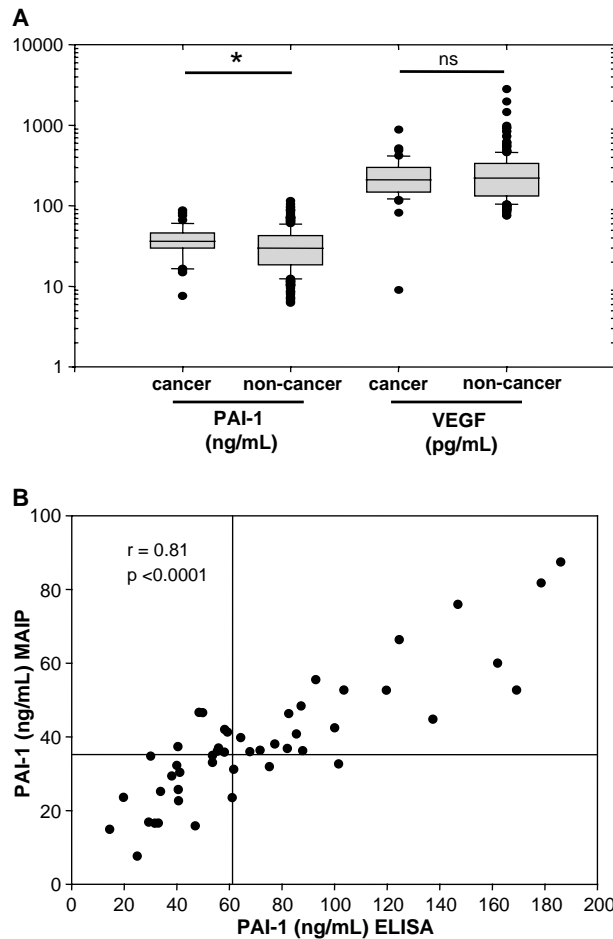 A
10000
1000
100
10
1
*
ns
cancer
non-cancer
cancer
non-cancer
PAI-1
(ng/mL)
VEGF
(pg/mL)
B
100
80
60
40
20
0
r = 0.81
p <0.0001
PAI-1 (ng/mL) MAIP
0 20 40 60 80 100 120 140 160 180 200
PAI-1 (ng/mL) ELISA